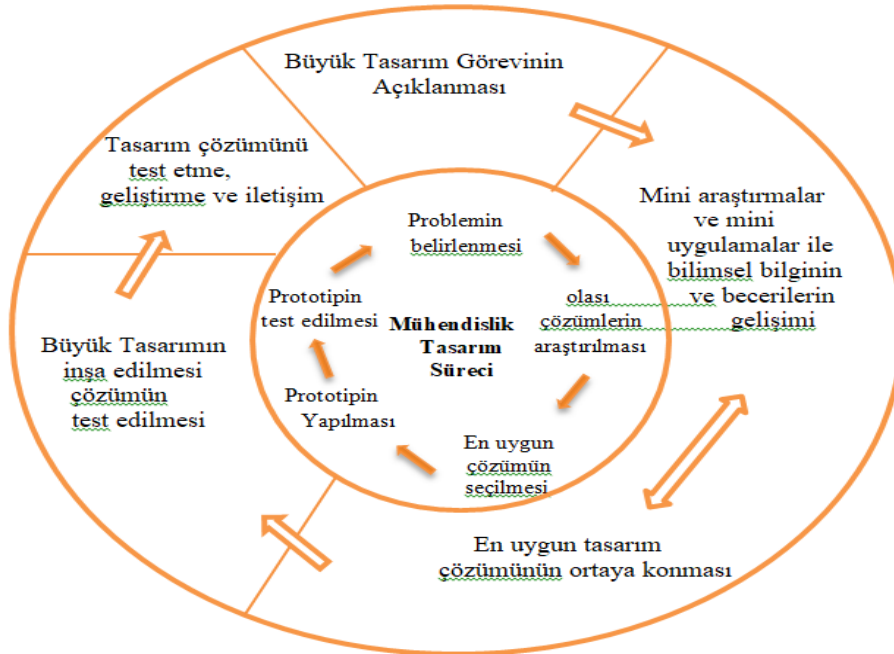 Büyük Tasarım Görevinin
Açıklanması
Tasarım çözümünü
test etme,
geliştirme ve iletişim
Mini araştırmalar
ve mini
uygulamalar ile
bilimsel bilginin
ve becerilerin
gelişimi
Problemin
belirlenmesi
olası
çözümlerin
araştırılması
Prototipin
test edilmesi
Mühendislik
Tasarım
Süreci
Büyük Tasarımın
inşa edilmesi
çözümün
test edilmesi
Prototipin
Yapılması
En uygun
çözümün
seçilmesi
En uygun tasarım
çözümünün ortaya konması